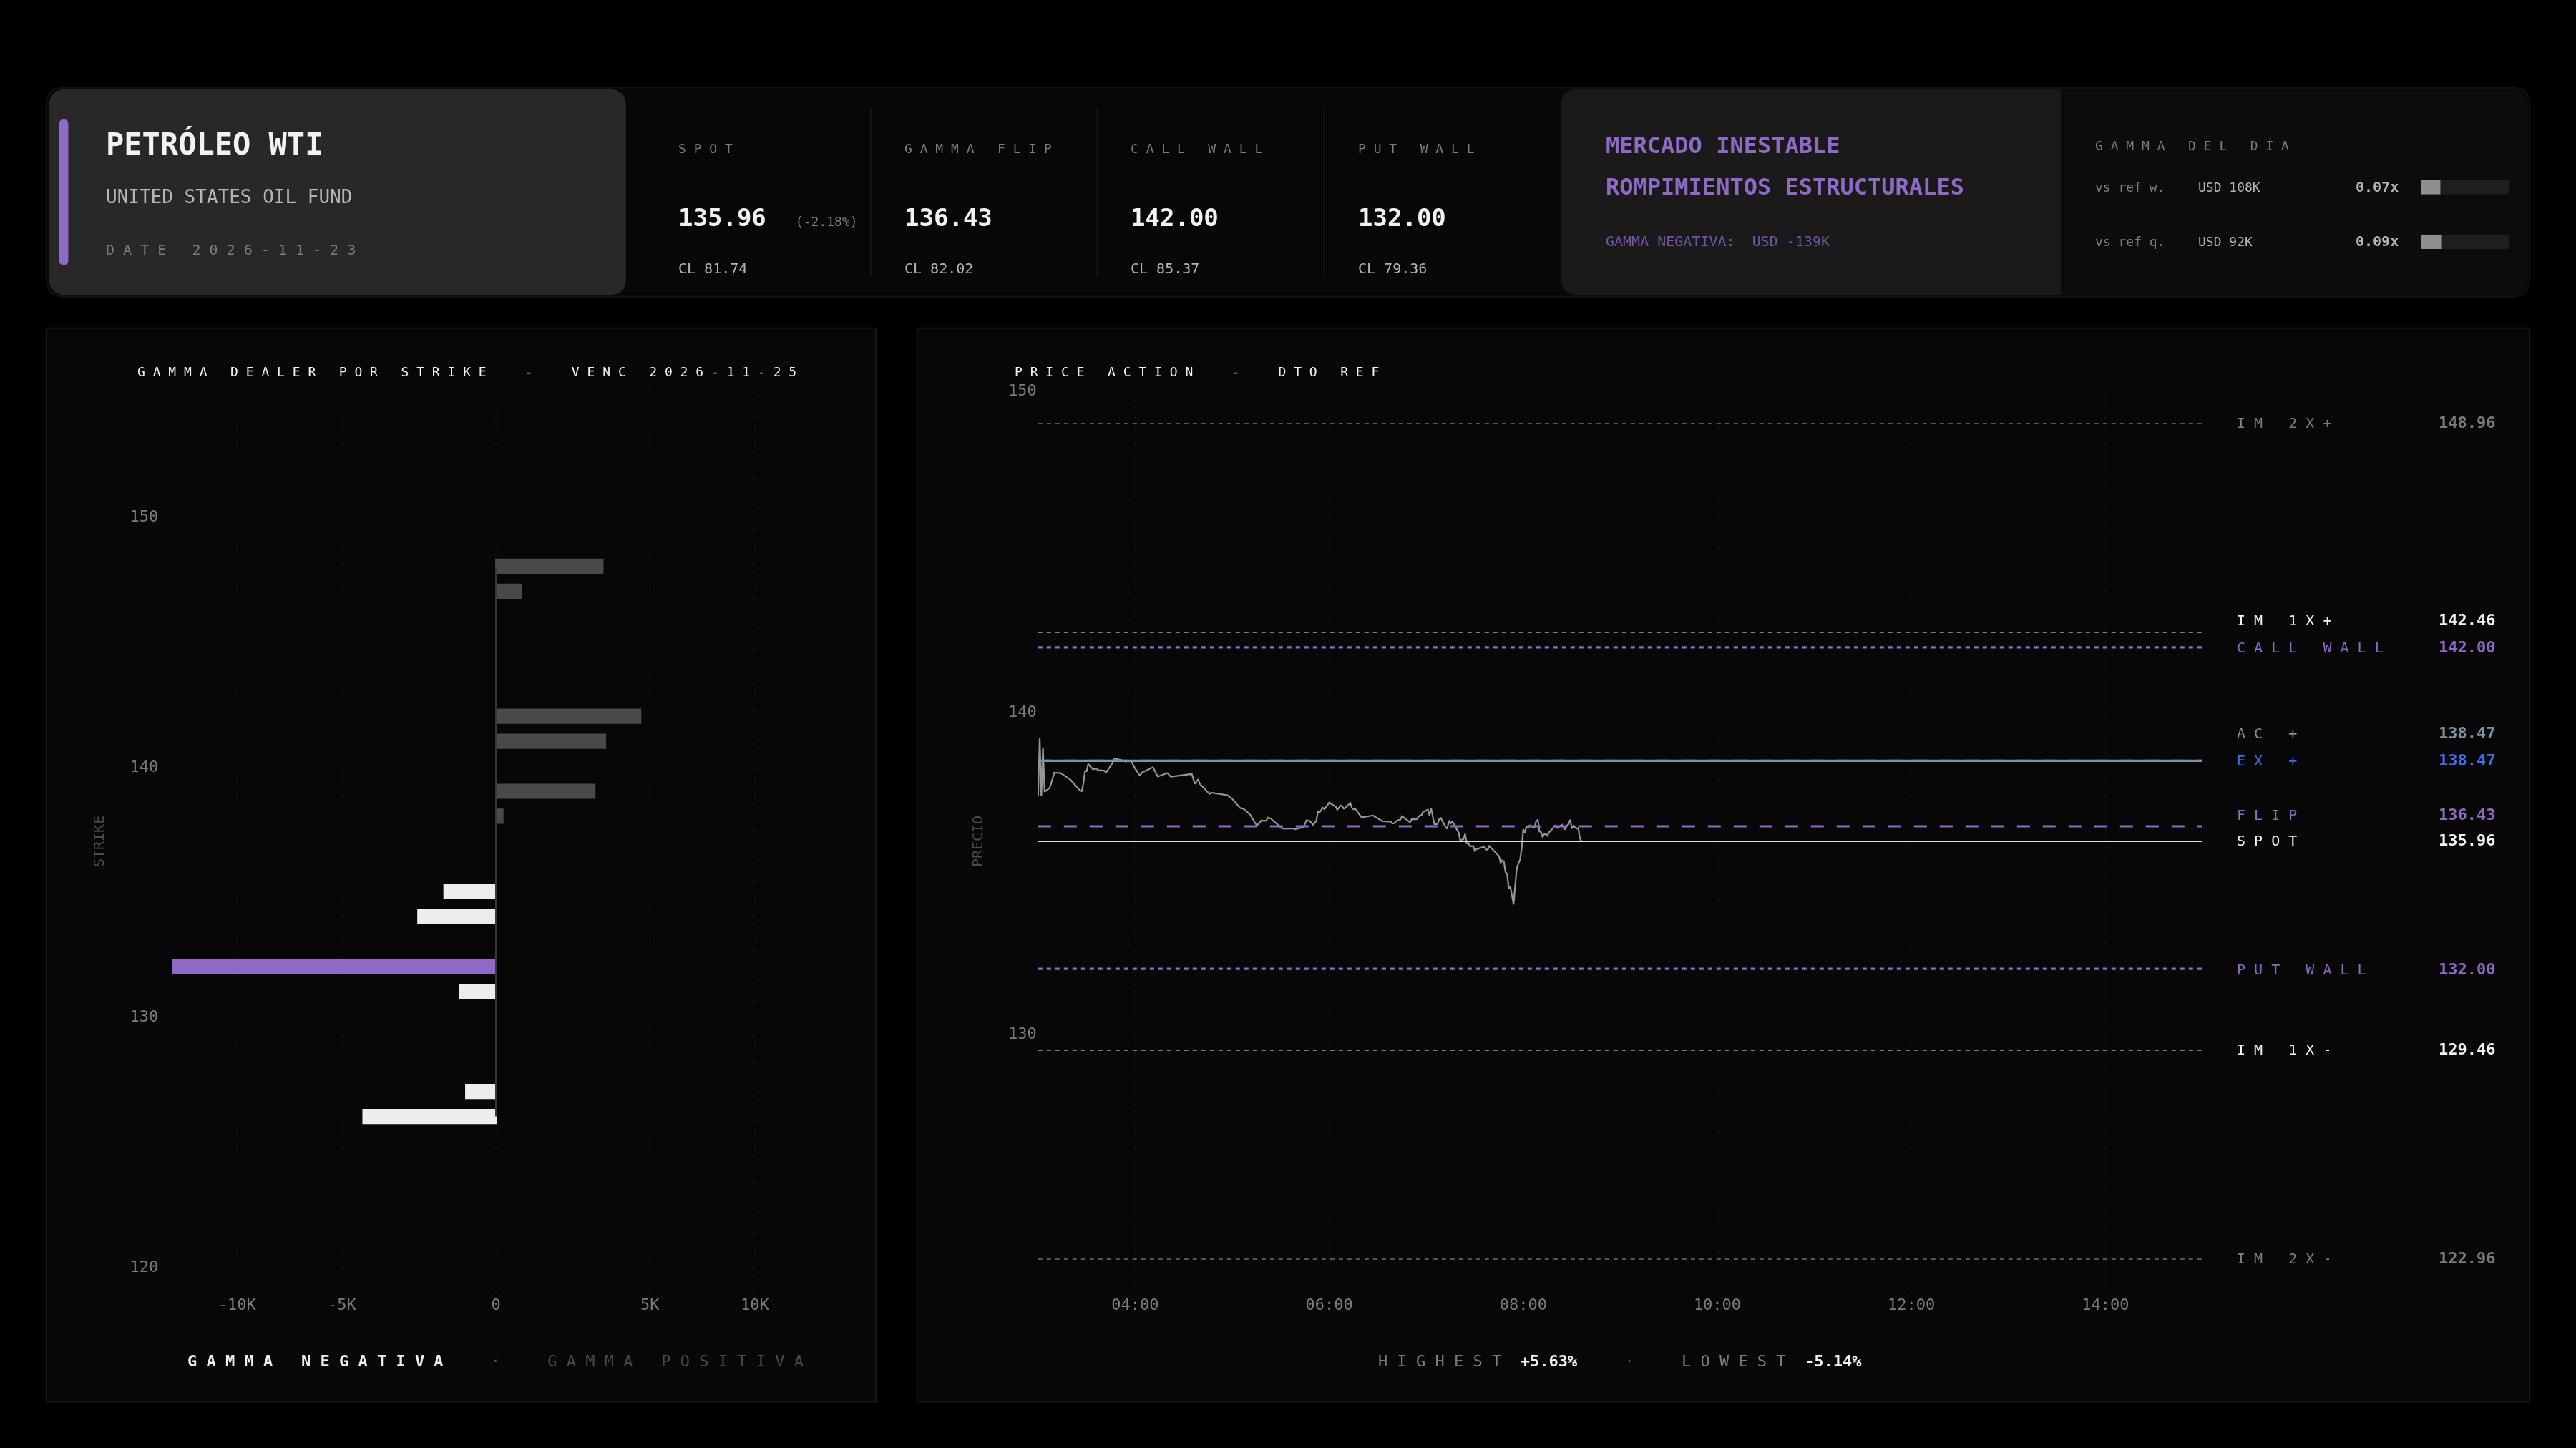 PETRÓLEO WTI
UNITED STATES OIL FUND
DATE 2026-11-23
SPOT
135.96 (-2.18%)
CL 81.74
GAMMA FLIP
136.43
CL 82.02
CALL WALL
142.00
CL 85.37
PUT WALL
132.00
CL 79.36
MERCADO INESTABLE
ROMPIMIENTOS ESTRUCTURALES
GAMMA NEGATIVA: USD -139K
GAMMA DEL DÍA
vs ref w. USD 108K 0.07x
vs ref q. USD 92K 0.09x
GAMMA DEALER POR STRIKE - VENC 2026-11-25
150
140
130
120
STRIKE
-10K -5K 0 5K 10K
GAMMA NEGATIVA · GAMMA POSITIVA
PRICE ACTION - DTO REF
150
140
130
PRECIO
IM 2X+ 148.96
IM 1X+ 142.46
CALL WALL 142.00
AC + 138.47
EX + 138.47
FLIP 136.43
SPOT 135.96
PUT WALL 132.00
IM 1X- 129.46
IM 2X- 122.96
04:00 06:00 08:00 10:00 12:00 14:00
HIGHEST +5.63% · LOWEST -5.14%